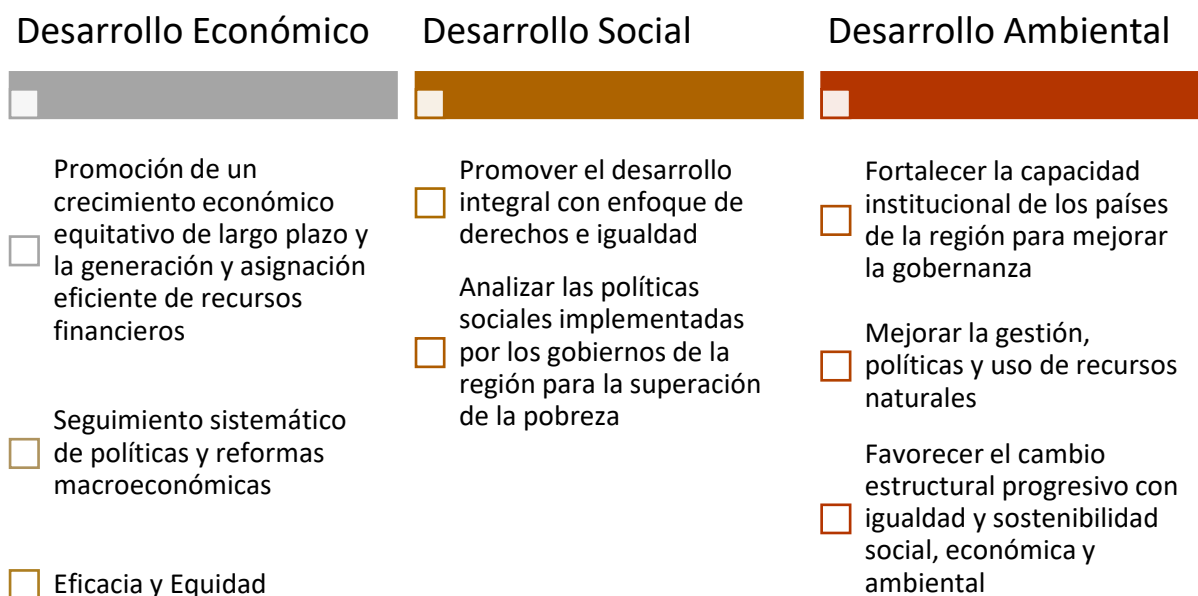 Desarrollo Económico
Promoción de un
crecimiento económico
equitativo de largo plazo y
la generación y asignación
eficiente de recursos
financieros
Seguimiento sistemático
de políticas y reformas
macroeconómicas
Eficacia y Equidad
Desarrollo Social
Promover el desarrollo
integral con enfoque de
derechos e igualdad
Analizar las políticas
sociales implementadas
por los gobiernos de la
región para la superación
de la pobreza
Desarrollo Ambiental
Fortalecer la capacidad
institucional de los países
de la región para mejorar
la gobernanza
Mejorar la gestión,
políticas y uso de recursos
naturales
Favorecer el cambio
estructural progresivo con
igualdad y sostenibilidad
social, económica y
ambiental